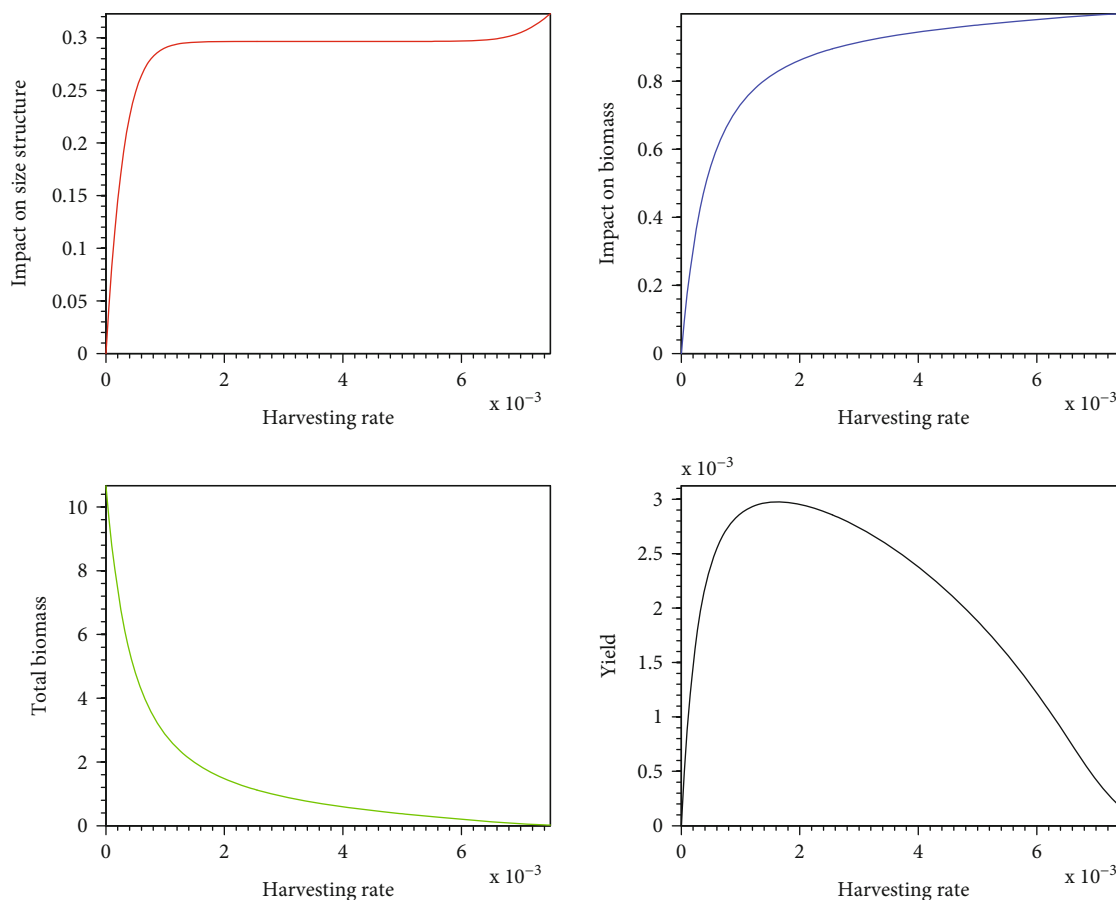 Impact on size structure
0.3
0.25
0.2
0.15
0.1
0.05
0
0 2 4 6
x 10⁻³
Harvesting rate
Impact on biomass
0.8
0.6
0.4
0.2
0
0 2 4 6
x 10⁻³
Harvesting rate
Total biomass
10
8
6
4
2
0
0 2 4 6
x 10⁻³
Harvesting rate
x 10⁻³
Yield
3
2.5
2
1.5
1
0.5
0
0 2 4 6
x 10⁻³
Harvesting rate